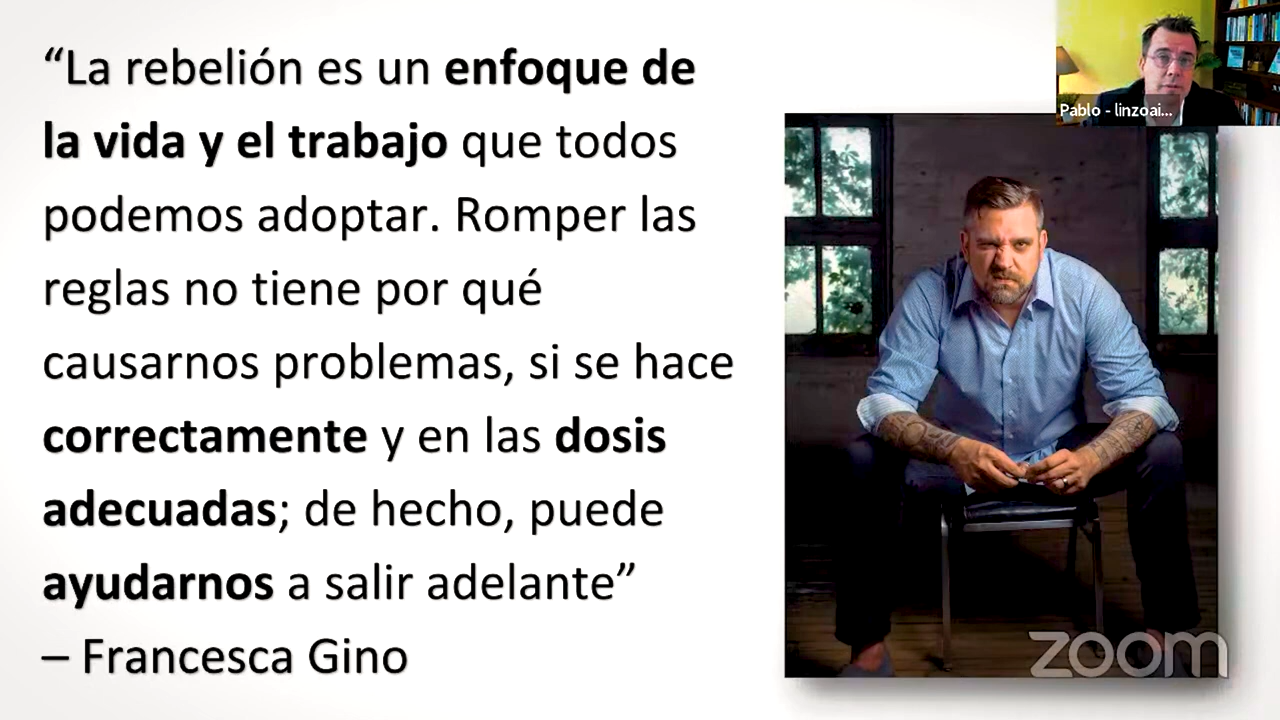 “La rebelión es un enfoque de
la vida y el trabajo que todos
podemos adoptar. Romper las
reglas no tiene por qué
causarnos problemas, si se hace
correctamente y en las dosis
adecuadas; de hecho, puede
ayudarnos a salir adelante”
– Francesca Gino
Pablo - linzoai...
zoom